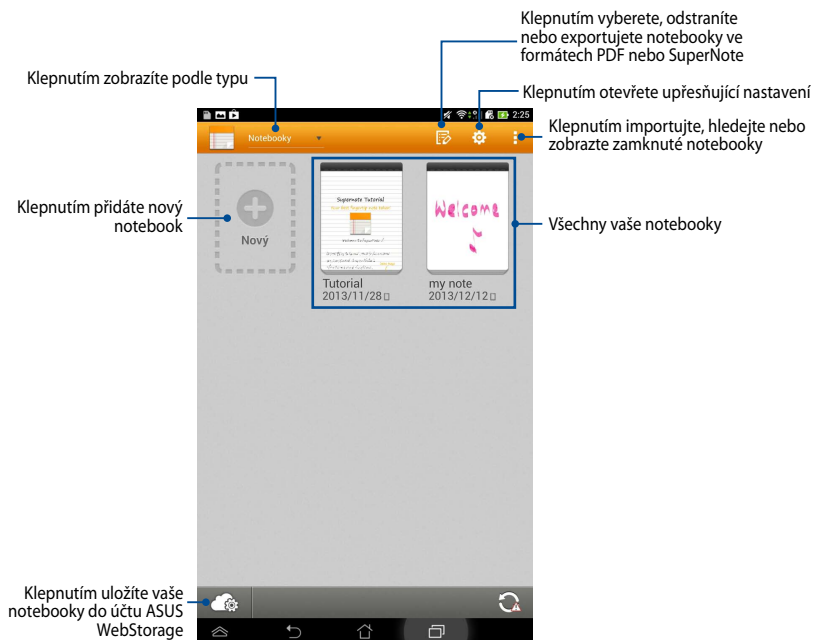 Klepnutím vyberete, odstraníte
nebo exportujete notebooky ve
formátech PDF nebo SuperNote
Klepnutím zobrazíte podle typu
Klepnutím otevřete upřesňující nastavení
2:25
Notebooky
Klepnutím importujte, hledejte nebo
zobrazte zamknuté notebooky
Klepnutím přidáte nový
notebook
Nový
Supernote Tutorial
Welcome
Všechny vaše notebooky
Tutorial
2013/11/28
my note
2013/12/12
Klepnutím uložíte vaše
notebooky do účtu ASUS
WebStorage